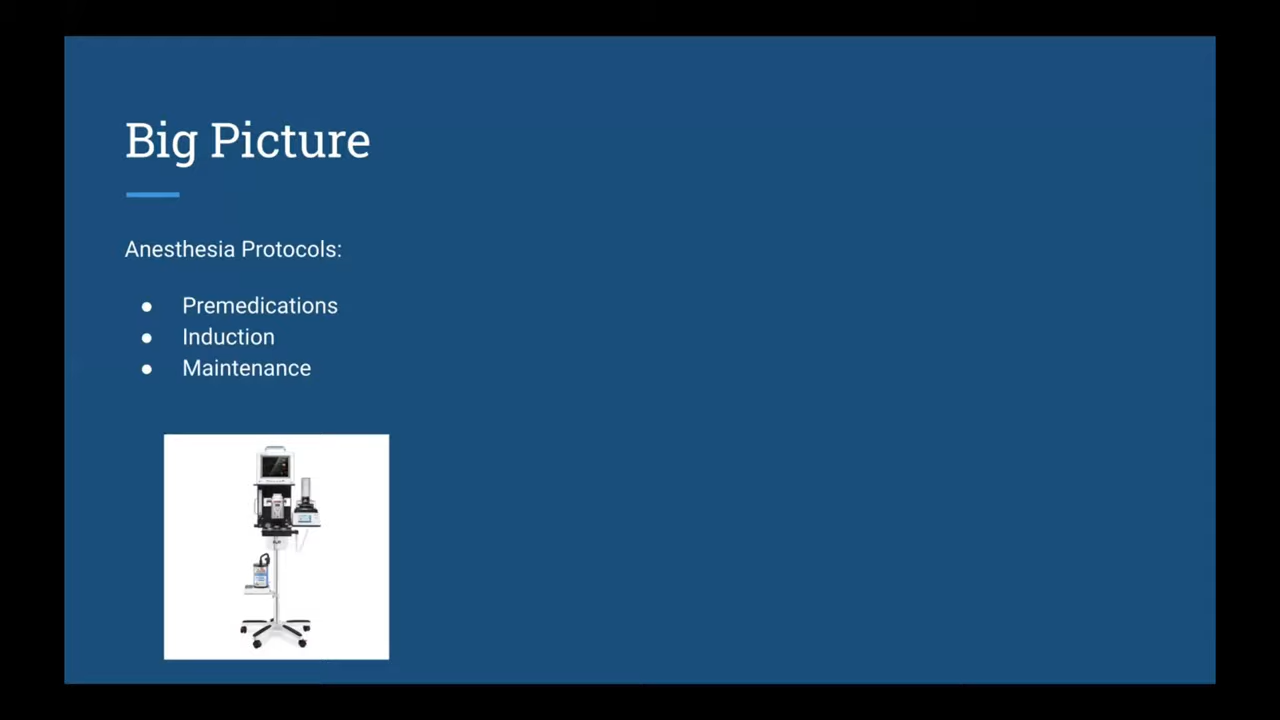 Big Picture
Anesthesia Protocols:
● Premedications
● Induction
● Maintenance